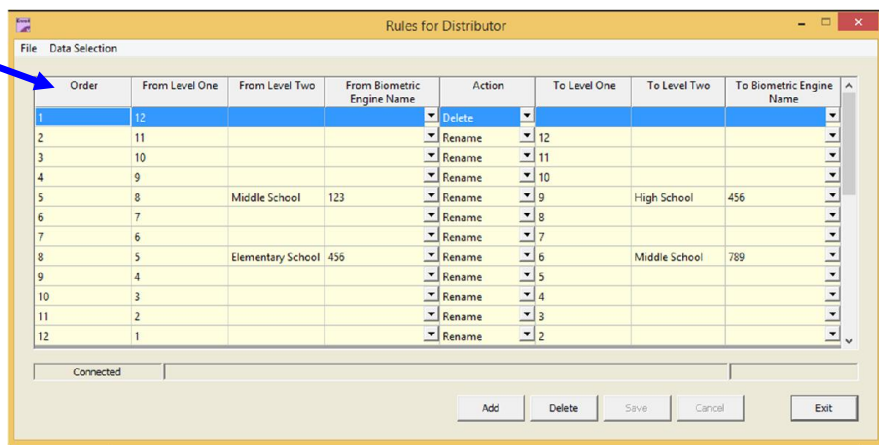 Rules for Distributor
File Data Selection
Order From Level One From Level Two From Biometric Engine Name Action To Level One To Level Two To Biometric Engine Name
1 12 Delete
2 11 Rename 12
3 10 Rename 11
4 9 Rename 10
5 8 Middle School 123 Rename 9 High School 456
6 7 Rename 8
7 6 Rename 7
8 5 Elementary School 456 Rename 6 Middle School 789
9 4 Rename 5
10 3 Rename 4
11 2 Rename 3
12 1 Rename 2
Connected
Add Delete Save Cancel Exit